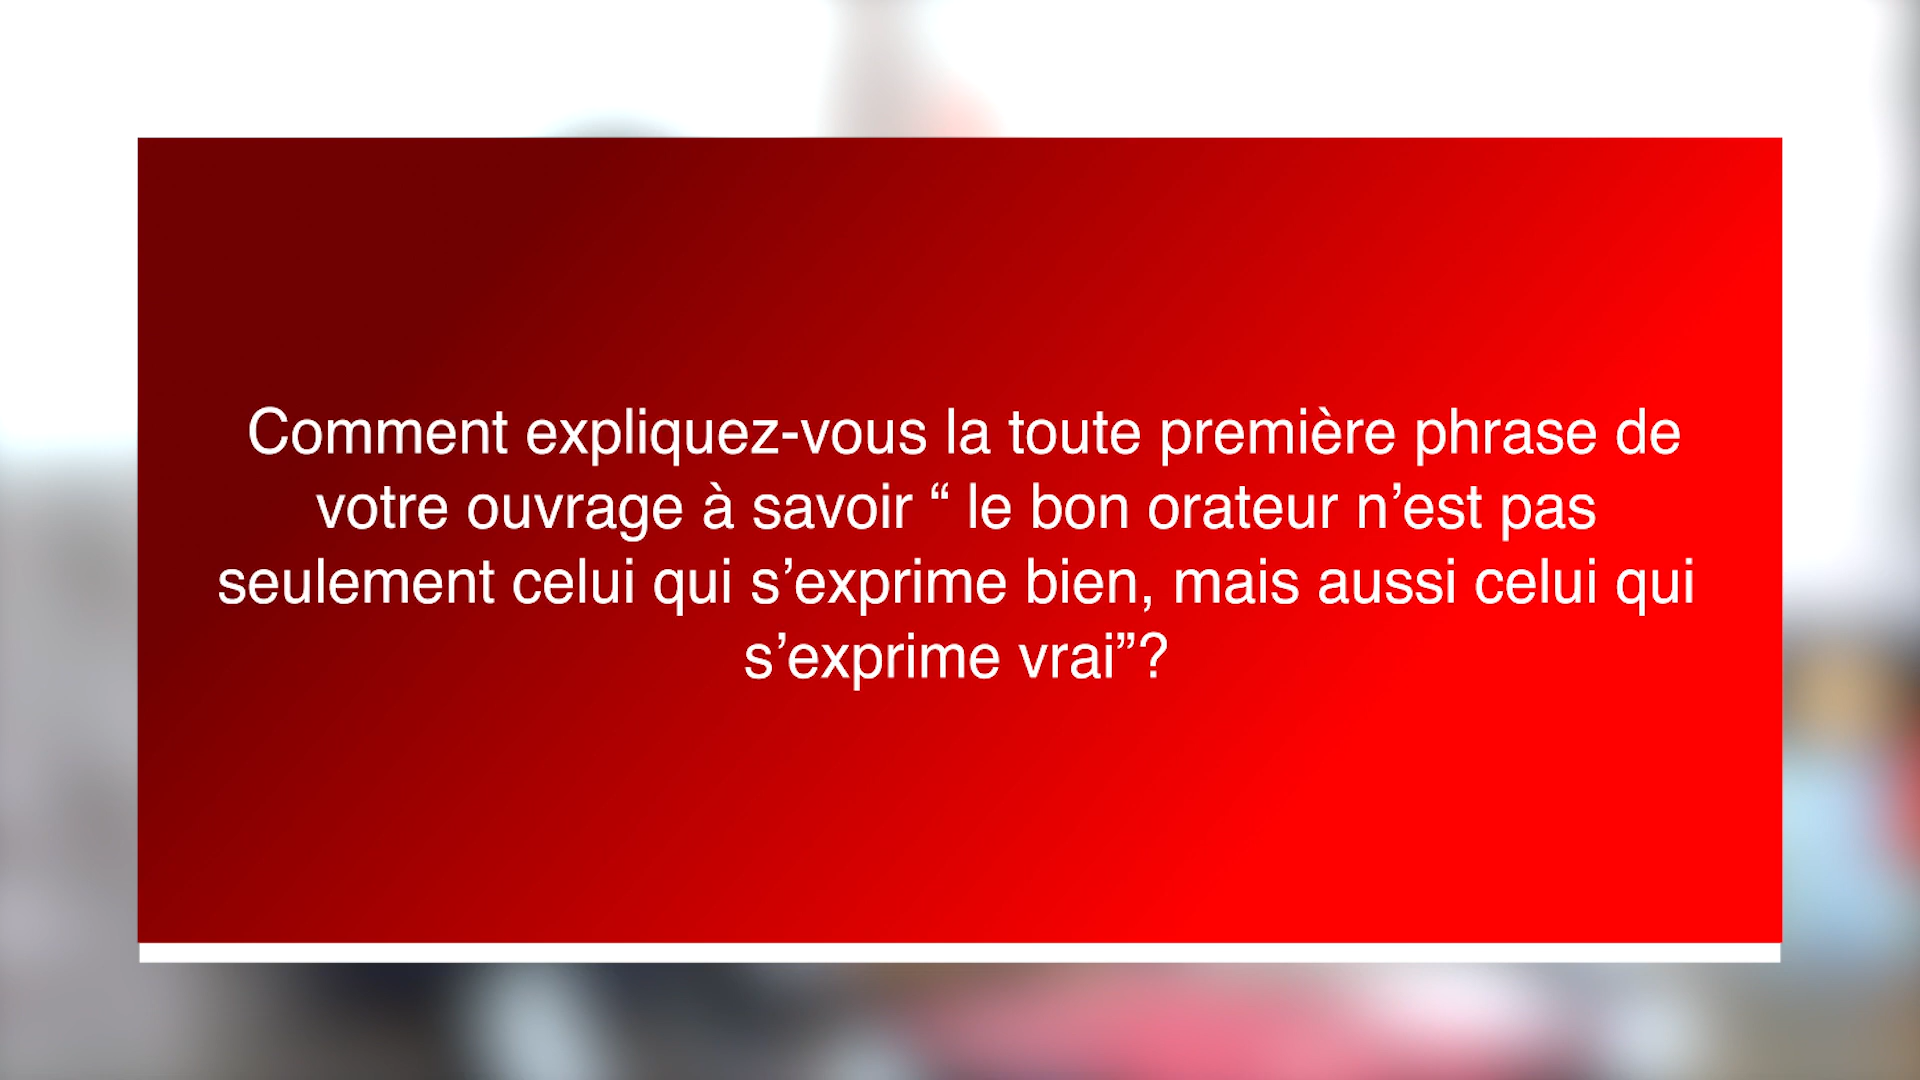 Comment expliquez-vous la toute première phrase de
votre ouvrage à savoir “ le bon orateur n’est pas
seulement celui qui s’exprime bien, mais aussi celui qui
s’exprime vrai”?